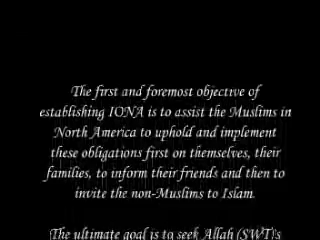 The first and foremost objective of
establishing IONA is to assist the Muslims in
North America to uphold and implement
these obligations first on themselves, their
families, to inform their friends and then to
invite the non-Muslims to Islam.
The ultimate goal is to seek Allah (SWT)'s